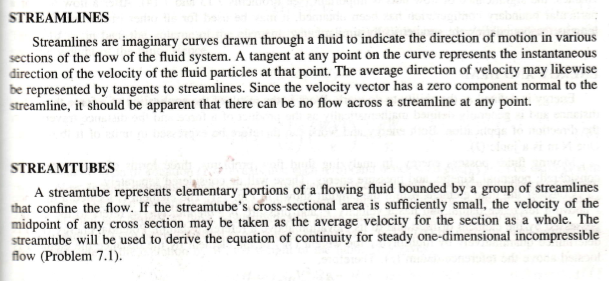 STREAMLINES
Streamlines are imaginary curves drawn through a fluid to indicate the direction of motion in various
sections of the flow of the fluid system. A tangent at any point on the curve represents the instantaneous
direction of the velocity of the fluid particles at that point. The average direction of velocity may likewise
be represented by tangents to streamlines. Since the velocity vector has a zero component normal to the
streamline, it should be apparent that there can be no flow across a streamline at any point.
STREAMTUBES
A streamtube represents elementary portions of a flowing fluid bounded by a group of streamlines
that confine the flow. If the streamtube's cross-sectional area is sufficiently small, the velocity of the
midpoint of any cross section may be taken as the average velocity for the section as a whole. The
streamtube will be used to derive the equation of continuity for steady one-dimensional incompressible
flow (Problem 7.1).